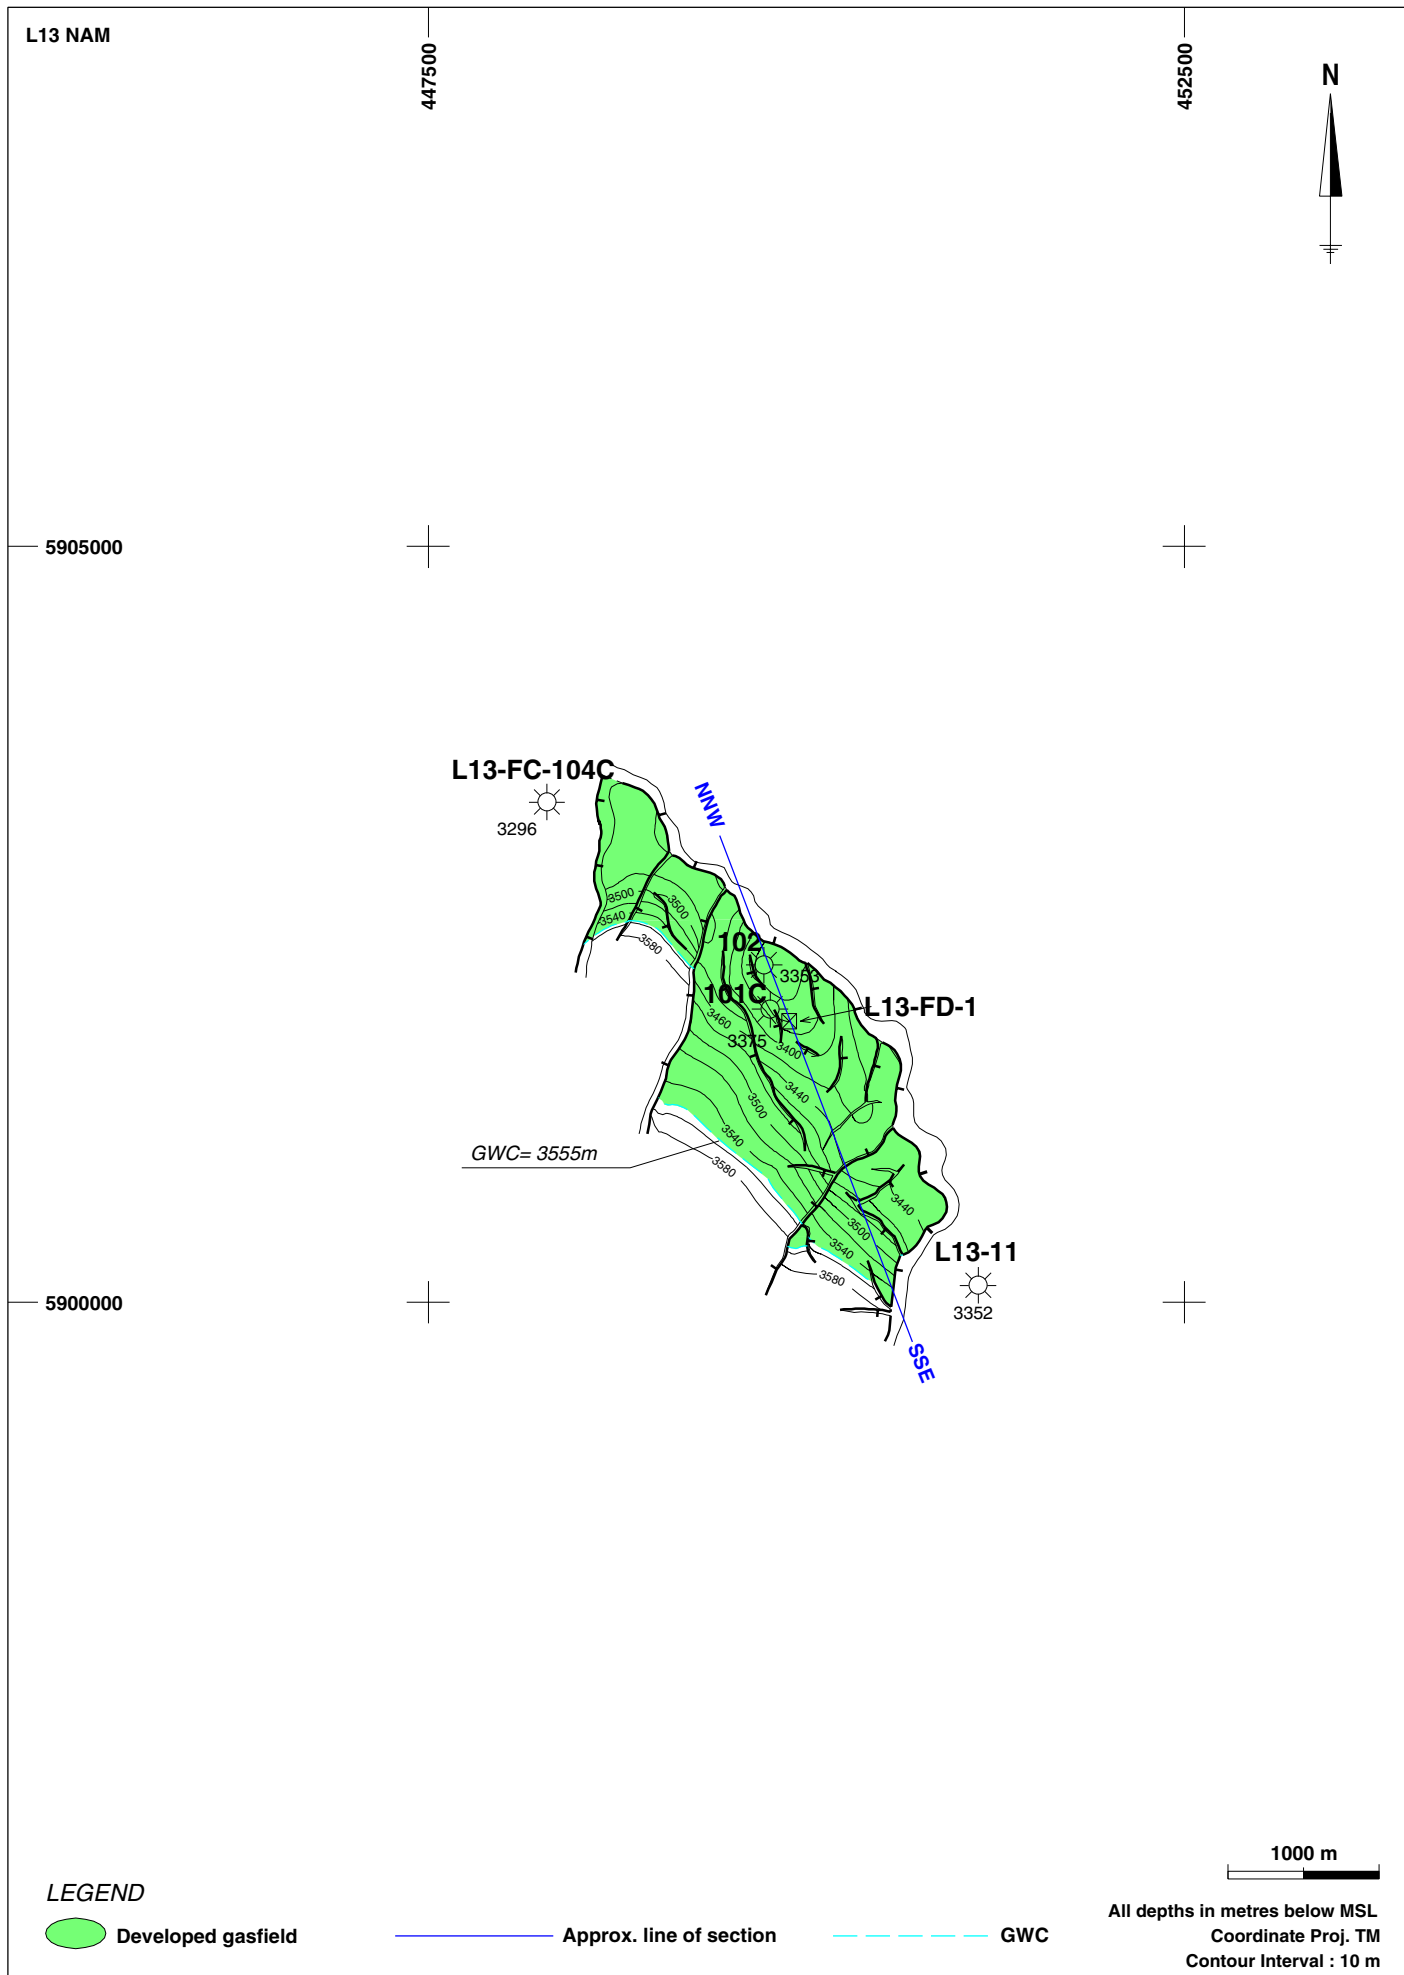 L13 NAM
447500
452500
N
5905000
L13-FC-104C
3296
NNW
3500
3500
3540
3580
102
3353
101C
L13-FD-1
3460
3375
3400
3440
3500
3540
GWC= 3555m
3580
3440
3500
3540
L13-11
3580
3352
5900000
SSE
1000 m
LEGEND
All depths in metres below MSL
Developed gasfield
Approx. line of section
GWC
Coordinate Proj. TM
Contour Interval : 10 m